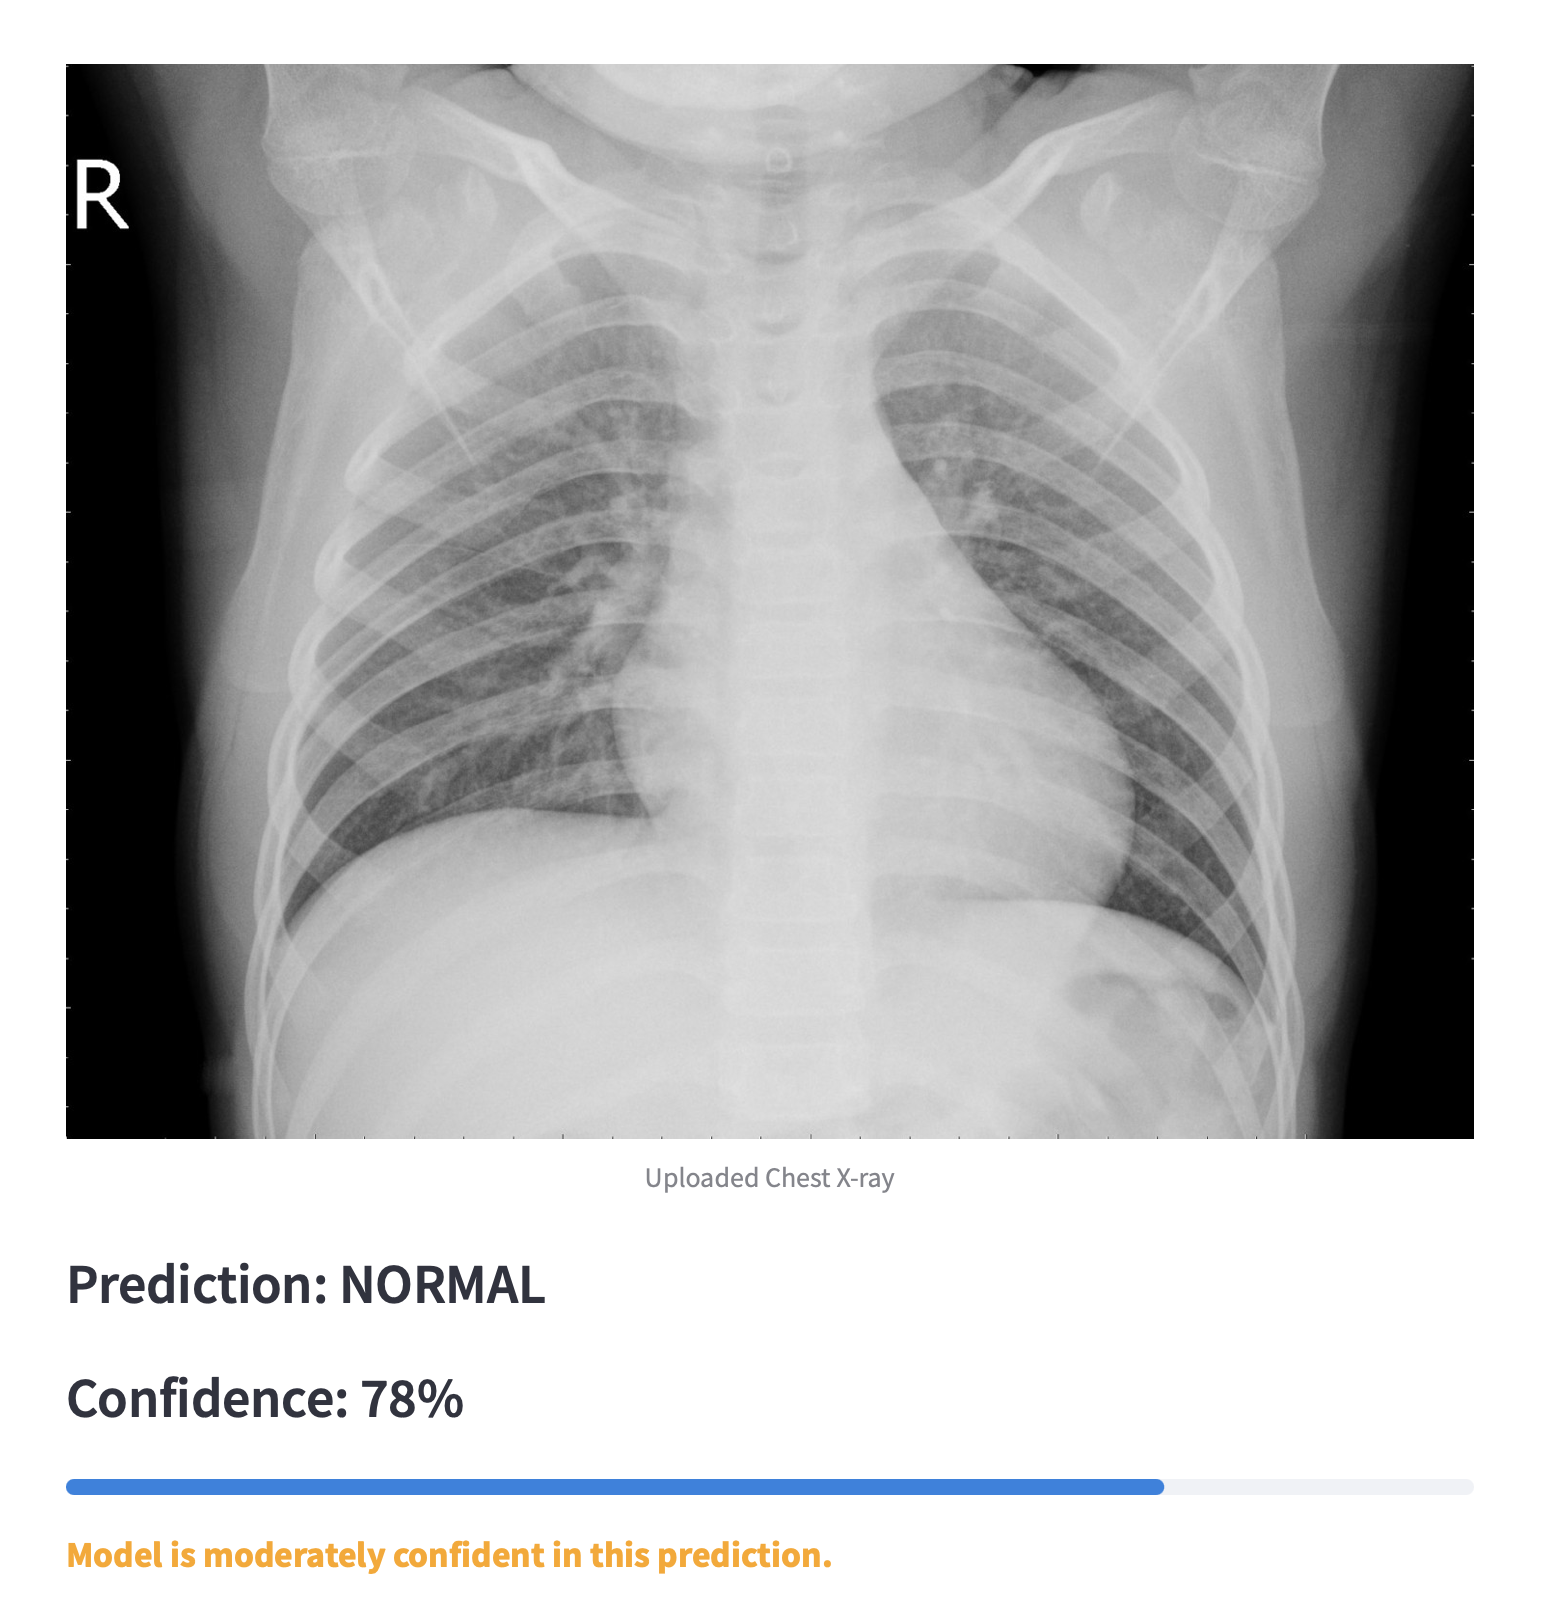 R
Uploaded Chest X-ray
Prediction: NORMAL
Confidence: 78%
Model is moderately confident in this prediction.